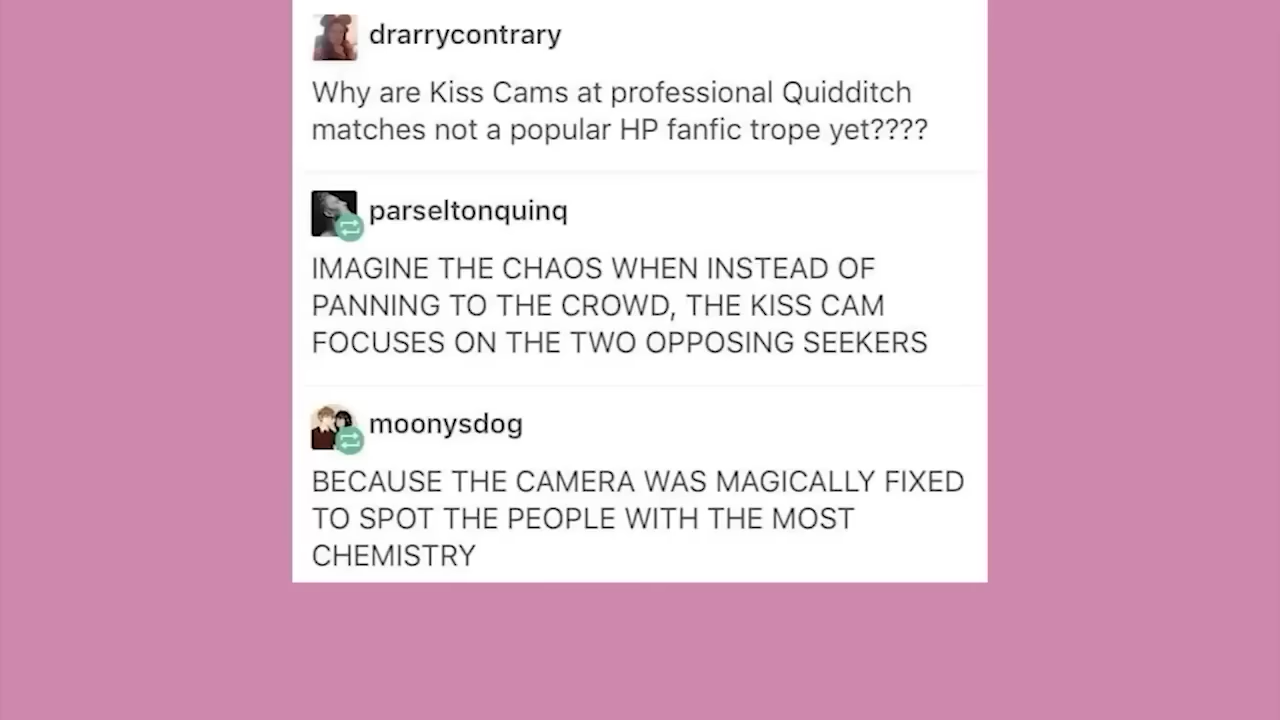 drarrycontrary
Why are Kiss Cams at professional Quidditch
matches not a popular HP fanfic trope yet????
parseltonquinq
IMAGINE THE CHAOS WHEN INSTEAD OF
PANNING TO THE CROWD, THE KISS CAM
FOCUSES ON THE TWO OPPOSING SEEKERS
moonysdog
BECAUSE THE CAMERA WAS MAGICALLY FIXED
TO SPOT THE PEOPLE WITH THE MOST
CHEMISTRY